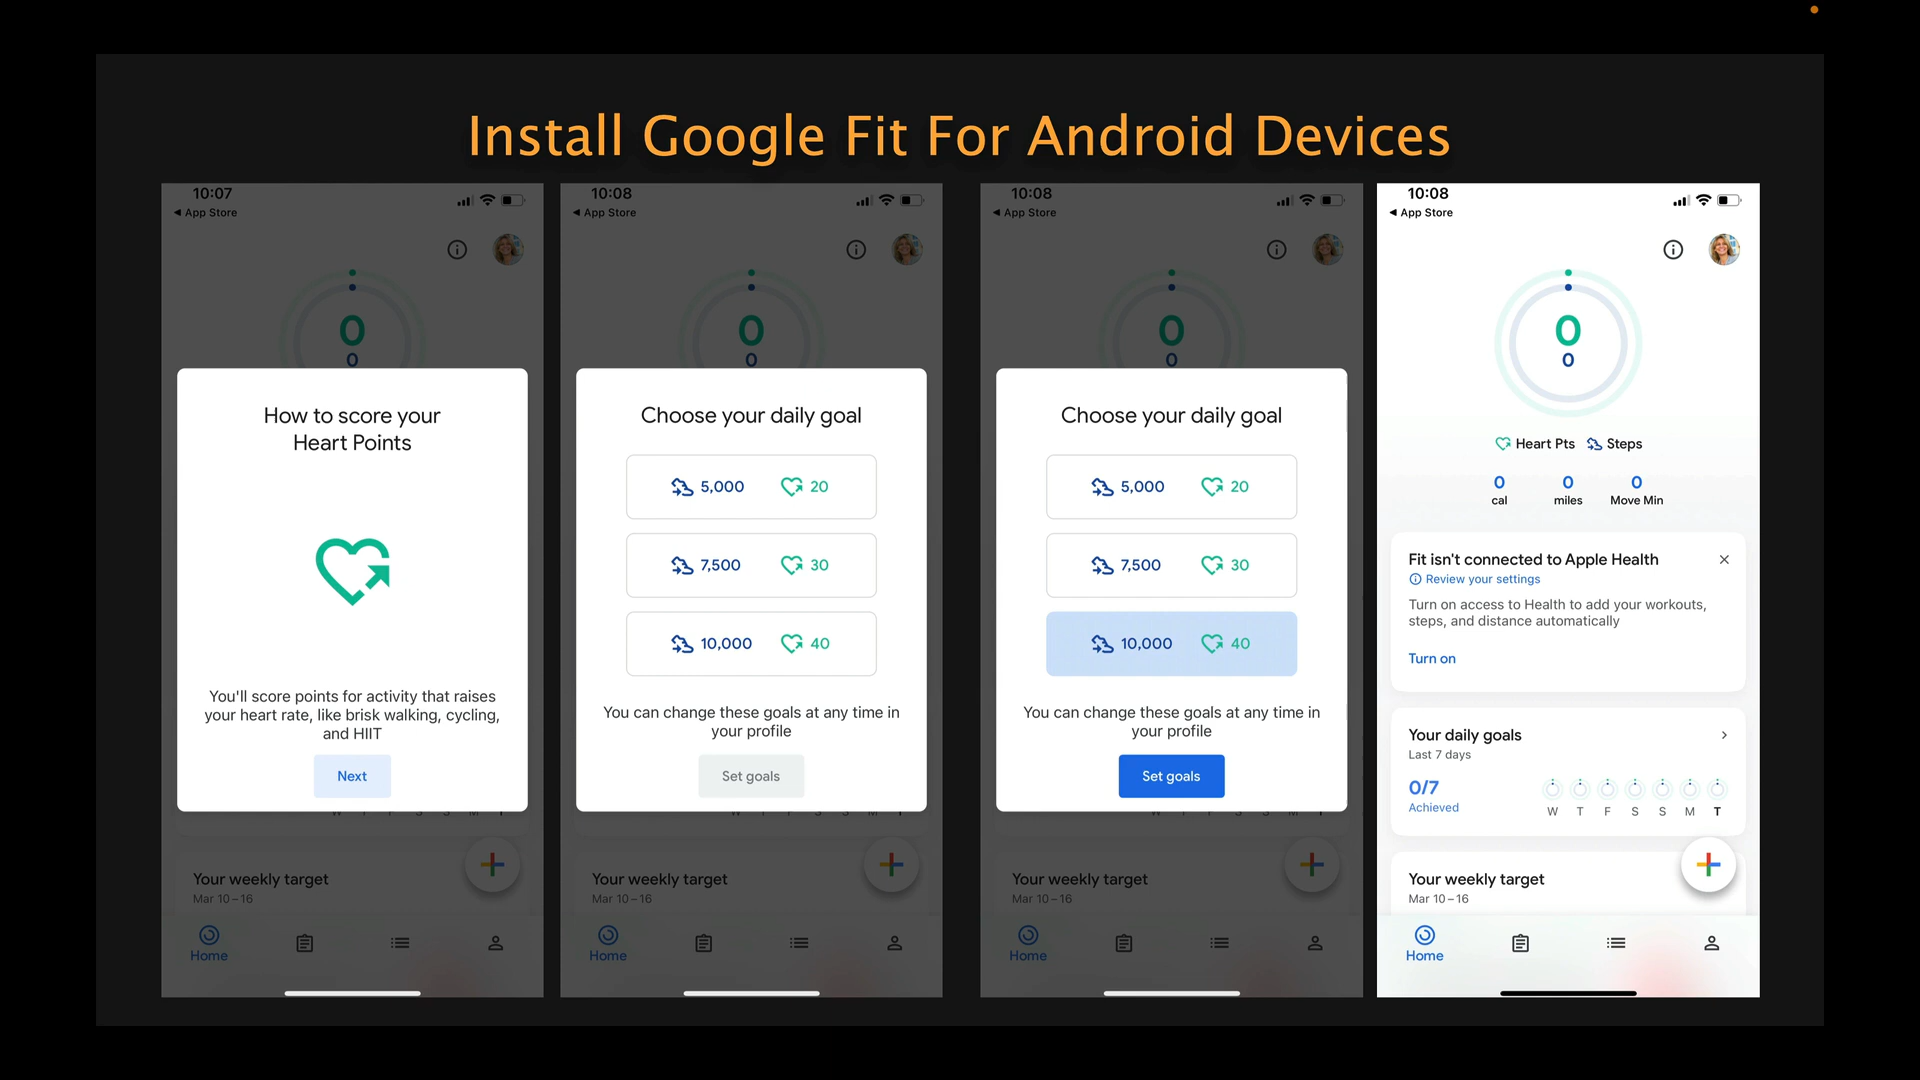 Install Google Fit For Android Devices
10:07
◀ App Store
0
0
How to score your
Heart Points
You'll score points for activity that raises
your heart rate, like brisk walking, cycling,
and HIIT
Next
Your weekly target
Mar 10 – 16
Home
10:08
◀ App Store
0
0
Choose your daily goal
5,000 20
7,500 30
10,000 40
You can change these goals at any time in
your profile
Set goals
Your weekly target
Mar 10 – 16
Home
10:08
◀ App Store
0
0
Choose your daily goal
5,000 20
7,500 30
10,000 40
You can change these goals at any time in
your profile
Set goals
Your weekly target
Mar 10 – 16
Home
10:08
◀ App Store
0
0
Heart Pts Steps
0 0 0
cal miles Move Min
Fit isn't connected to Apple Health
Review your settings
Turn on access to Health to add your workouts,
steps, and distance automatically
Turn on
Your daily goals
Last 7 days
0/7
Achieved
W T F S S M T
Your weekly target
Mar 10 – 16
Home